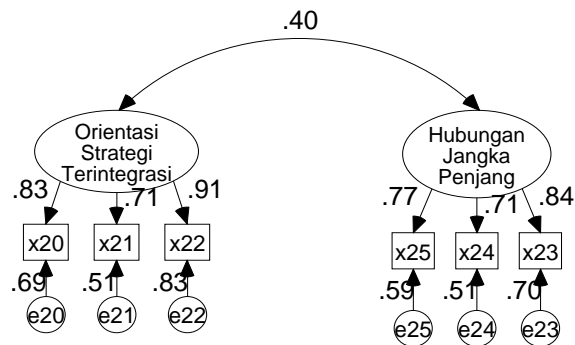 .40
Orientasi
Strategi
Terintegrasi
Hubungan
Jangka
Penjang
.83 .71 .91
.77 .71 .84
x20 x21 x22
x25 x24 x23
.69 .51 .83
.59 .51 .70
e20 e21 e22
e25 e24 e23